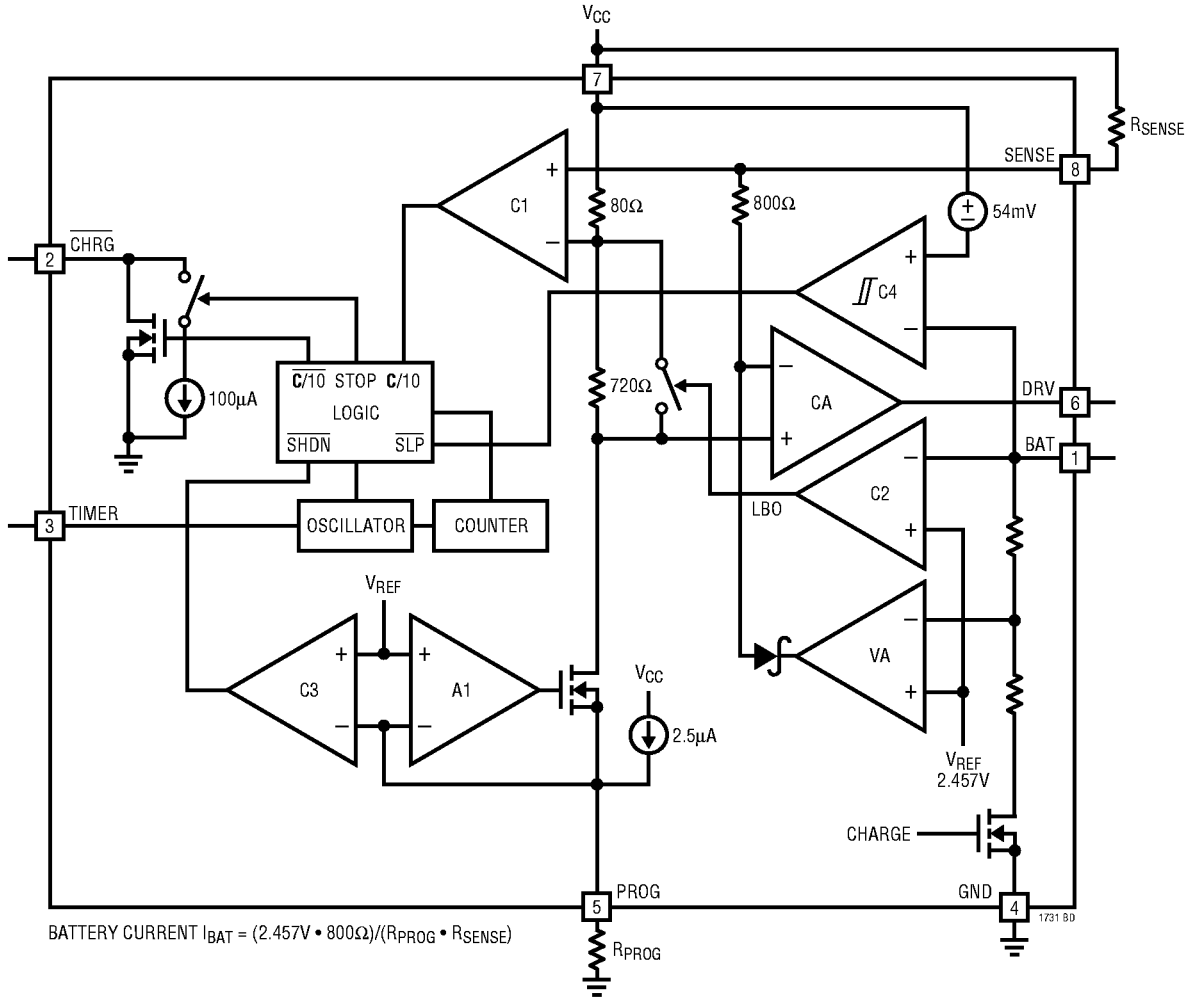 VCC
7
RSENSE
SENSE
8
+
C1
80Ω
800Ω
+
−
54mV
CHRG
2
−
+
C4
−
C/10 STOP C/10
LOGIC
SHDN SLP
100µA
720Ω
−
CA
+
DRV
6
BAT
1
−
C2
+
LBO
3
TIMER
OSCILLATOR
COUNTER
VREF
+
C3
−
+
A1
−
VCC
2.5µA
−
VA
+
VREF
2.457V
CHARGE
PROG
5
GND
4
1731 BD
BATTERY CURRENT IBAT = (2.457V • 800Ω)/(RPROG • RSENSE)
RPROG